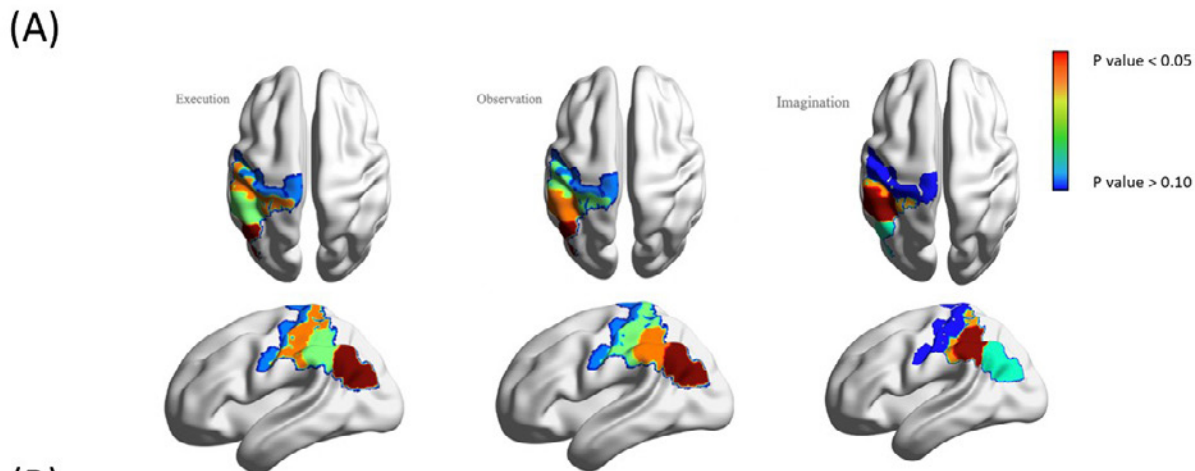 (A)
Execution
Observation
Imagination
P value < 0.05
P value > 0.10